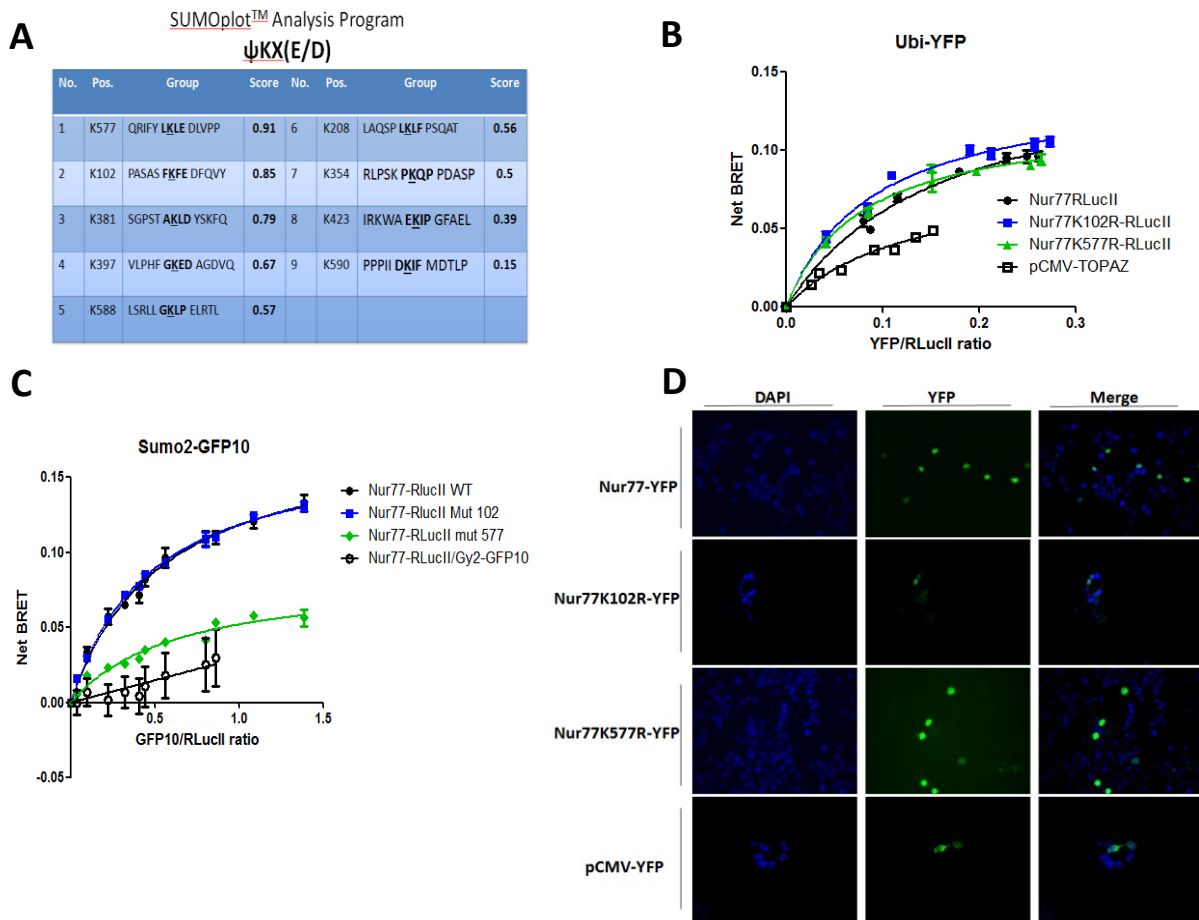 A
SUMOplot™ Analysis Program
ψKX(E/D)
No. Pos. Group Score No. Pos. Group Score
1 K577 QRIFY LKLE DLVPP 0.91 6 K208 LAQSP LKLF PSQAT 0.56
2 K102 PASAS FKFE DFQVY 0.85 7 K354 RLPSK PKQP PDASP 0.5
3 K381 SGPST AKLD YSKFQ 0.79 8 K423 IRKWA EKIP GFAEL 0.39
4 K397 VLPHF GKED AGDVQ 0.67 9 K590 PPPII DKIF MDTLP 0.15
5 K588 LSRLL GKLP ELRTL 0.57
B
Ubi-YFP
Net BRET
0.15
0.10
0.05
0.00
0.0 0.1 0.2 0.3
YFP/RLucII ratio
Nur77RLucII
Nur77K102R-RLucII
Nur77K577R-RLucII
pCMV-TOPAZ
C
Sumo2-GFP10
Net BRET
0.15
0.10
0.05
0.00
-0.05
0.5 1.0 1.5
GFP10/RLucII ratio
Nur77-RlucII WT
Nur77-RLucII Mut 102
Nur77-RLucII mut 577
Nur77-RLucII/Gy2-GFP10
D
DAPI YFP Merge
Nur77-YFP
Nur77K102R-YFP
Nur77K577R-YFP
pCMV-YFP